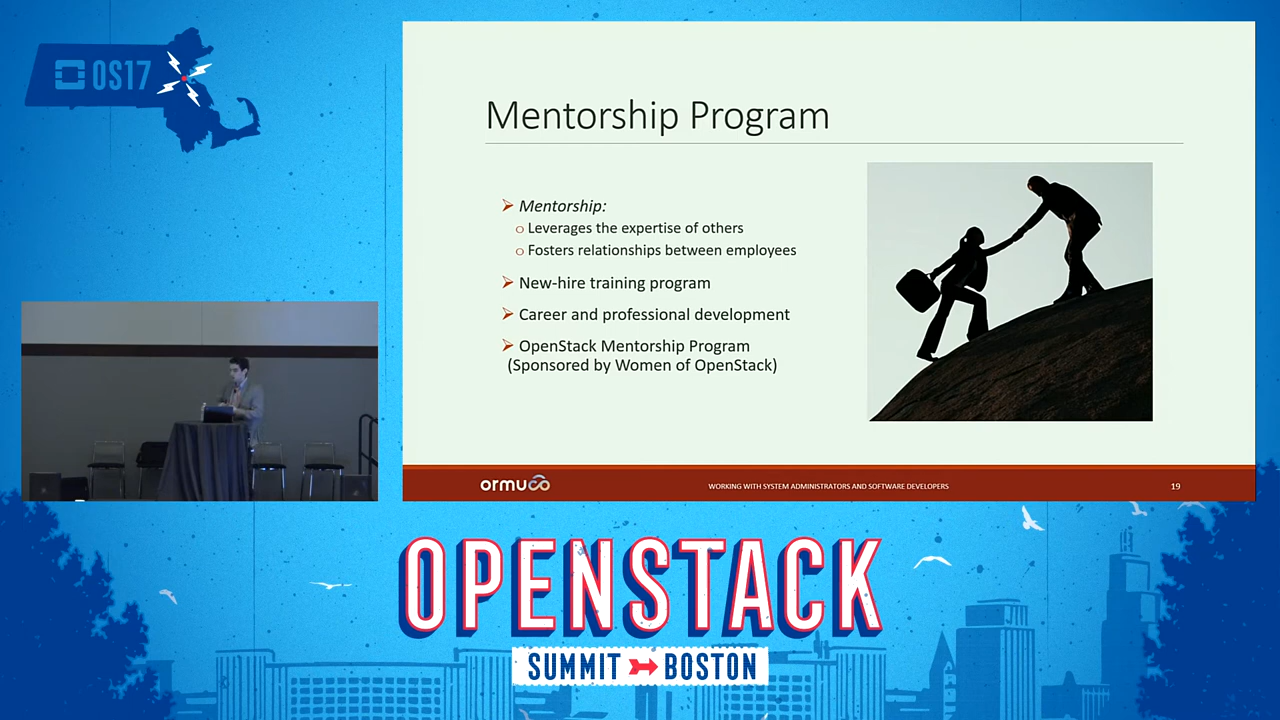 OS17
Mentorship Program
Mentorship:
Leverages the expertise of others
Fosters relationships between employees
New-hire training program
Career and professional development
OpenStack Mentorship Program
(Sponsored by Women of OpenStack)
ormuco
WORKING WITH SYSTEM ADMINISTRATORS AND SOFTWARE DEVELOPERS
19
OPENSTACK
SUMMIT BOSTON